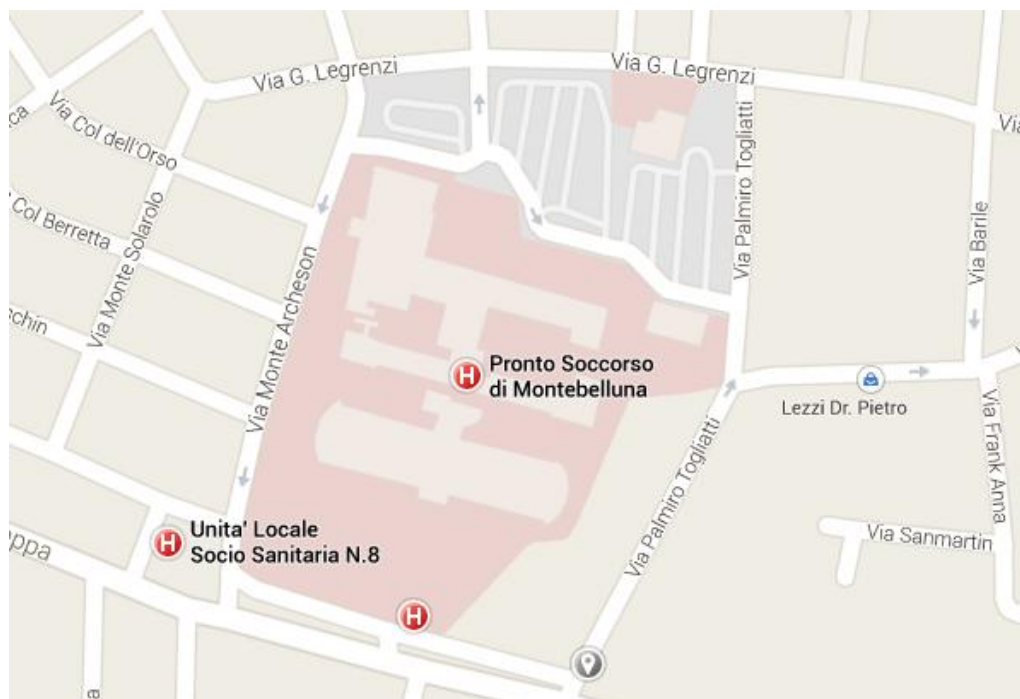 Via G. Legrenzi
Via G. Legrenzi
Via Col dell'Orso
Via Palmiro Togliatti
Via
Col Berretta
Via Monte Solarolo
Via Barile
Via Monte Archeson
Pronto Soccorso
di Montebelluna
Lezzi Dr. Pietro
Via Frank Anna
Via Palmiro Togliatti
Unita' Locale
Socio Sanitaria N.8
Via Sanmartin
H
H
H